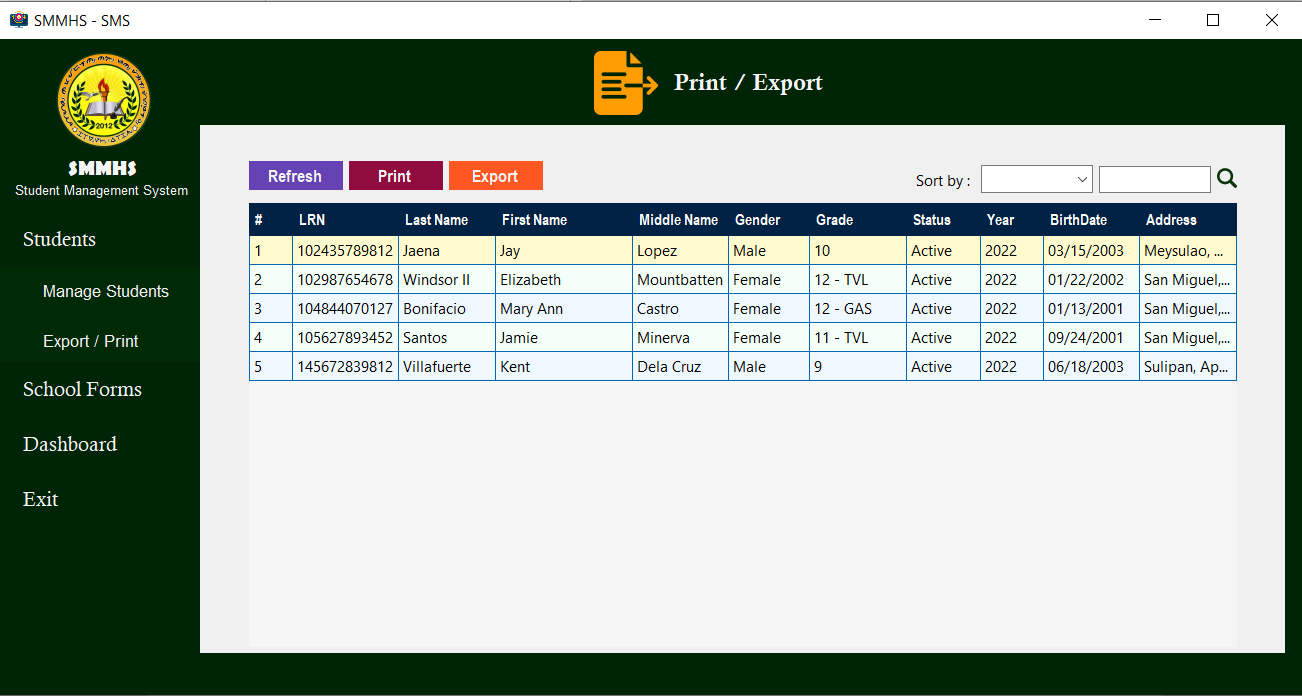 SMMHS - SMS
2012
SMMHS
Student Management System
Students
Manage Students
Export / Print
School Forms
Dashboard
Exit
Print / Export
Refresh Print Export Sort by :
# LRN Last Name First Name Middle Name Gender Grade Status Year BirthDate Address
1 102435789812 Jaena Jay Lopez Male 10 Active 2022 03/15/2003 Meysulao, ...
2 102987654678 Windsor II Elizabeth Mountbatten Female 12 - TVL Active 2022 01/22/2002 San Miguel,...
3 104844070127 Bonifacio Mary Ann Castro Female 12 - GAS Active 2022 01/13/2001 San Miguel,...
4 105627893452 Santos Jamie Minerva Female 11 - TVL Active 2022 09/24/2001 San Miguel,...
5 145672839812 Villafuerte Kent Dela Cruz Male 9 Active 2022 06/18/2003 Sulipan, Ap...